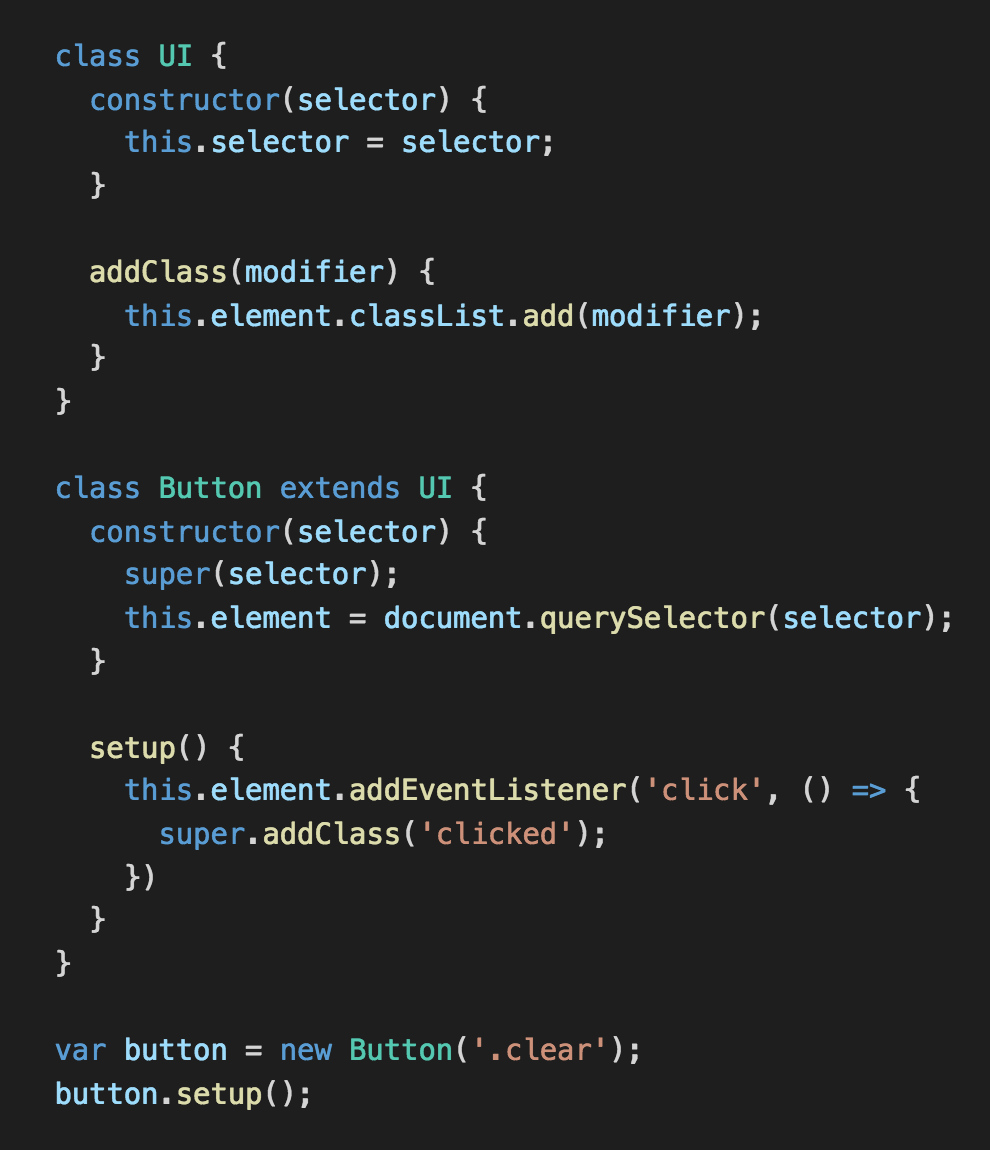 class UI {
  constructor(selector) {
    this.selector = selector;
  }

  addClass(modifier) {
    this.element.classList.add(modifier);
  }
}

class Button extends UI {
  constructor(selector) {
    super(selector);
    this.element = document.querySelector(selector);
  }

  setup() {
    this.element.addEventListener('click', () => {
      super.addClass('clicked');
    })
  }
}

var button = new Button('.clear');
button.setup();